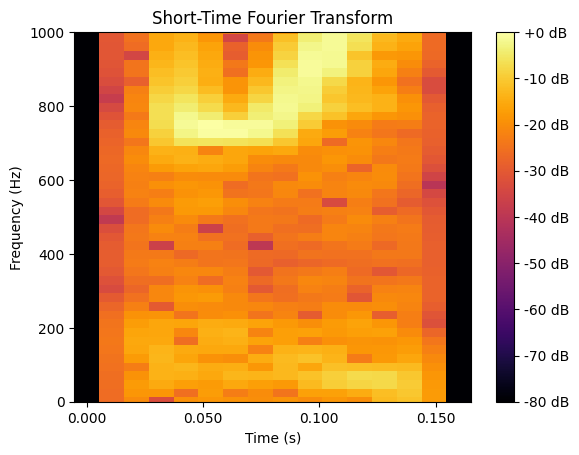 Short-Time Fourier Transform
Frequency (Hz)
1000
800
600
400
200
0
0.000
0.050
0.100
0.150
Time (s)
+0 dB
-10 dB
-20 dB
-30 dB
-40 dB
-50 dB
-60 dB
-70 dB
-80 dB